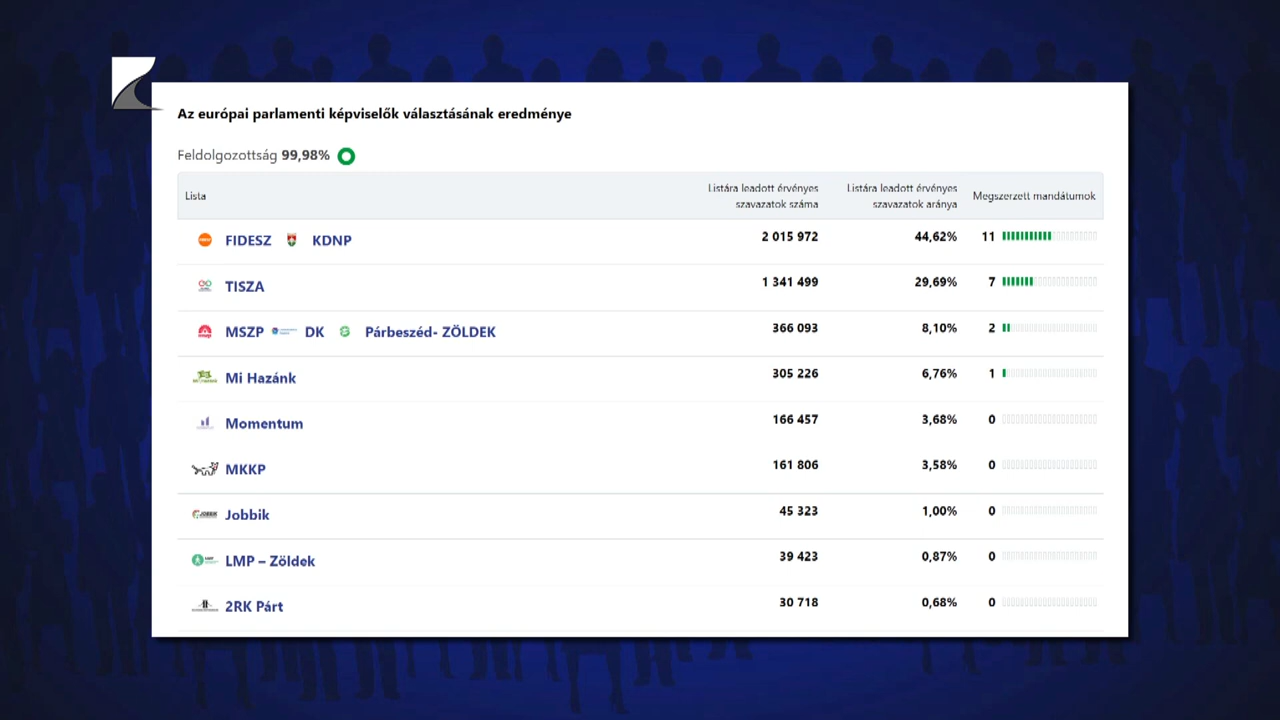 Az európai parlamenti képviselők választásának eredménye
Feldolgozottság 99,98%
Lista
Listára leadott érvényes szavazatok száma
Listára leadott érvényes szavazatok aránya
Megszerzett mandátumok
FIDESZ KDNP 2 015 972 44,62% 11
TISZA 1 341 499 29,69% 7
MSZP DK Párbeszéd- ZÖLDEK 366 093 8,10% 2
Mi Hazánk 305 226 6,76% 1
Momentum 166 457 3,68% 0
MKKP 161 806 3,58% 0
Jobbik 45 323 1,00% 0
LMP – Zöldek 39 423 0,87% 0
2RK Párt 30 718 0,68% 0